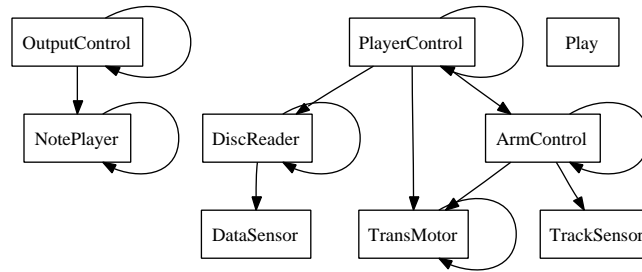 OutputControl
PlayerControl
Play
NotePlayer
DiscReader
ArmControl
DataSensor
TransMotor
TrackSensor